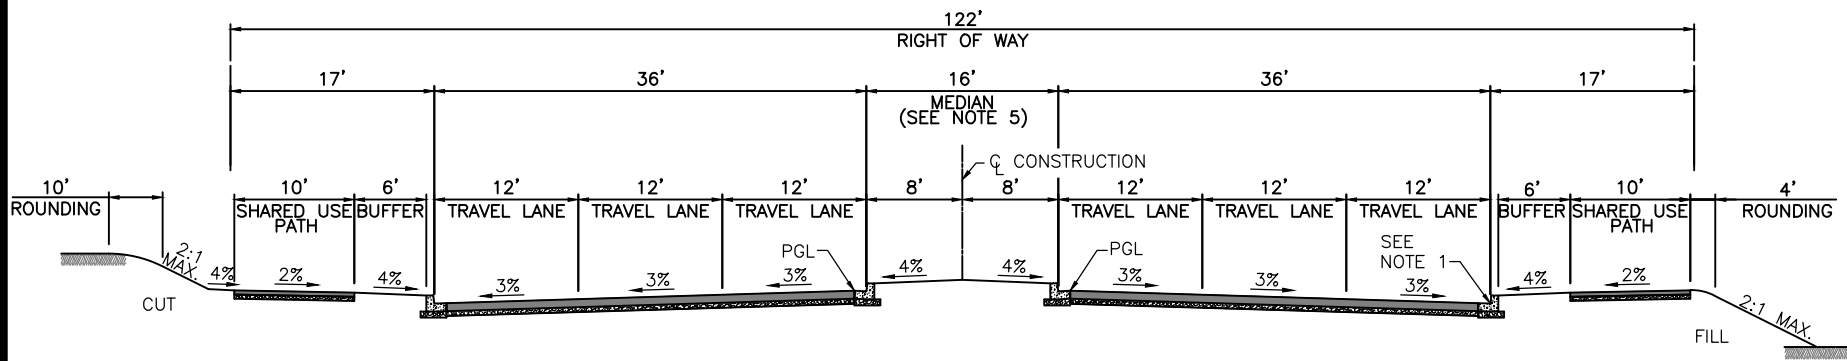 122'
RIGHT OF WAY
17' 36' 16' 36' 17'
MEDIAN
(SEE NOTE 5)
℄ CONSTRUCTION
10' 10' 6' 12' 12' 12' 8' 8' 12' 12' 12' 6' 10' 4'
ROUNDING SHARED USE BUFFER TRAVEL LANE TRAVEL LANE TRAVEL LANE TRAVEL LANE TRAVEL LANE TRAVEL LANE BUFFER SHARED USE ROUNDING
PATH PATH
2:1
MAX.
PGL
PGL
SEE
NOTE 1
4% 2% 4% 3% 3% 3% 4% 4% 3% 3% 3% 4% 2%
2:1 MAX.
CUT
FILL